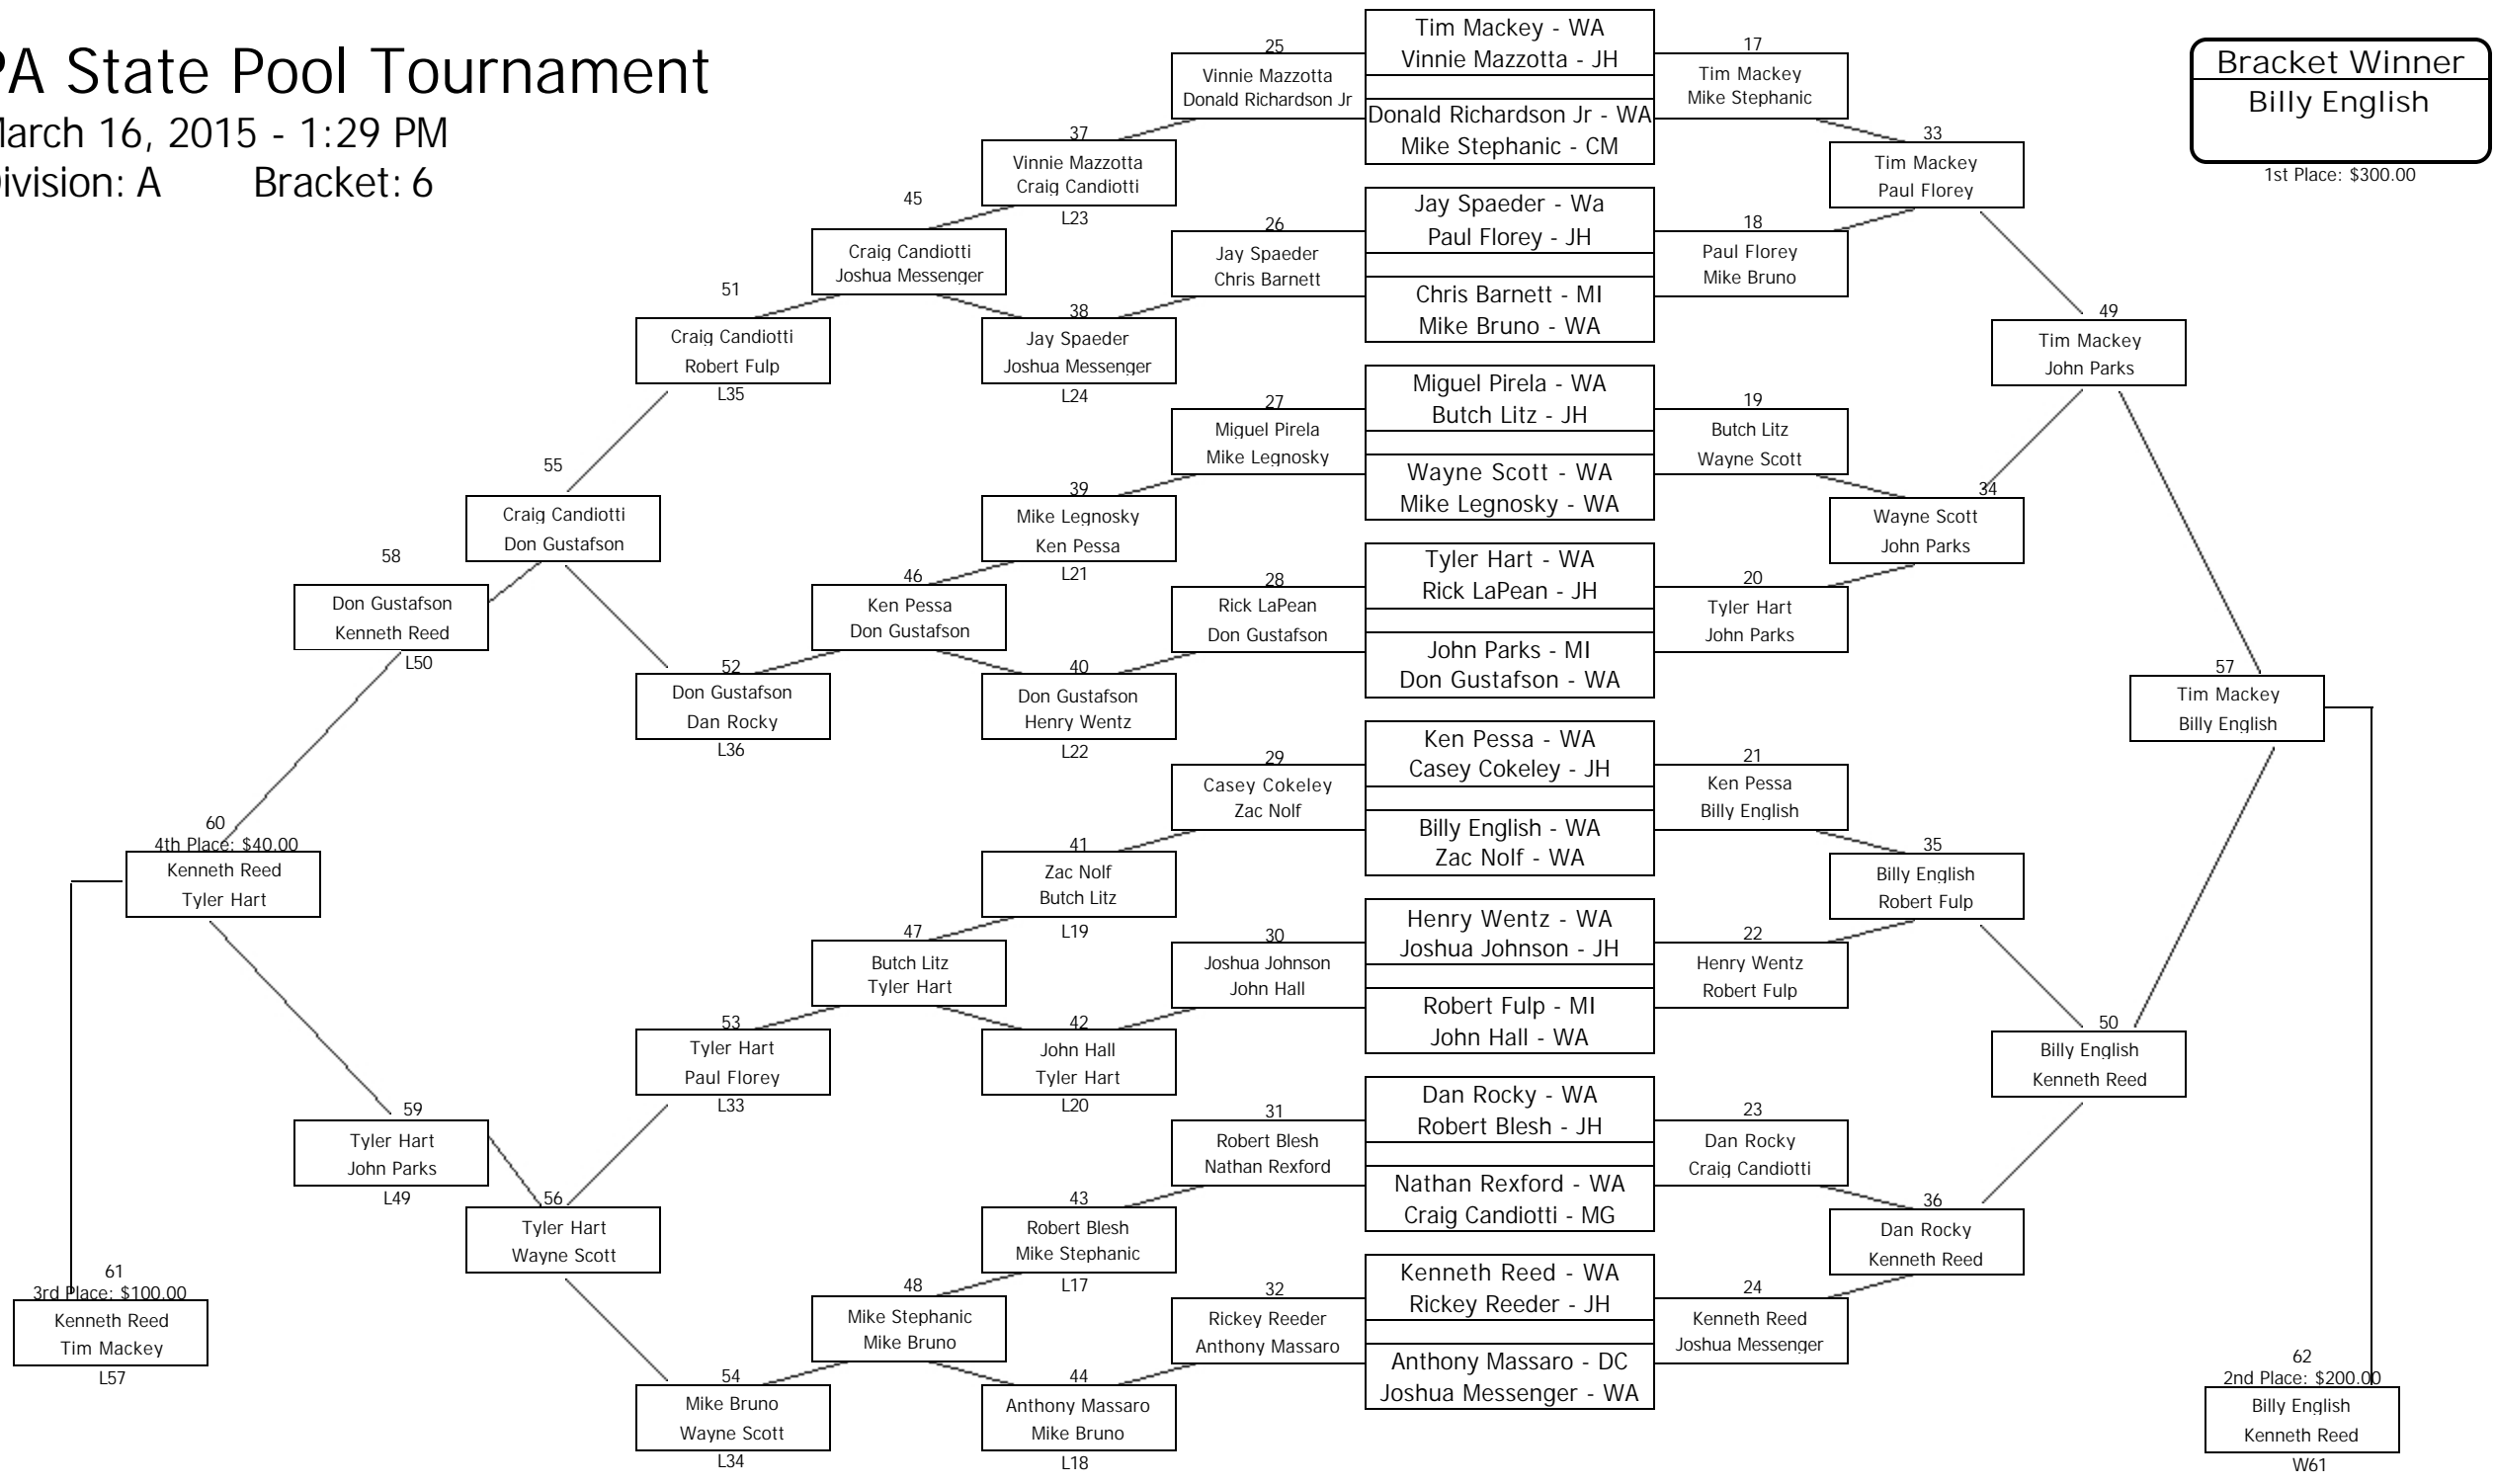 PA State Pool Tournament
March 16, 2015 - 1:29 PM
Division: A Bracket: 6
Bracket Winner
Billy English
1st Place: $300.00
60
4th Place: $40.00
Kenneth Reed
Tyler Hart
61
3rd Place: $100.00
Kenneth Reed
Tim Mackey
L57
58
Don Gustafson
Kenneth Reed
L50
59
Tyler Hart
John Parks
L49
55
Craig Candiotti
Don Gustafson
56
Tyler Hart
Wayne Scott
51
Craig Candiotti
Robert Fulp
L35
52
Don Gustafson
Dan Rocky
L36
53
Tyler Hart
Paul Florey
L33
54
Mike Bruno
Wayne Scott
L34
45
Craig Candiotti
Joshua Messenger
46
Ken Pessa
Don Gustafson
47
Butch Litz
Tyler Hart
48
Mike Stephanic
Mike Bruno
37
Vinnie Mazzotta
Craig Candiotti
L23
38
Jay Spaeder
Joshua Messenger
L24
39
Mike Legnosky
Ken Pessa
L21
40
Don Gustafson
Henry Wentz
L22
41
Zac Nolf
Butch Litz
L19
42
John Hall
Tyler Hart
L20
43
Robert Blesh
Mike Stephanic
L17
44
Anthony Massaro
Mike Bruno
L18
25
Vinnie Mazzotta
Donald Richardson Jr
26
Jay Spaeder
Chris Barnett
27
Miguel Pirela
Mike Legnosky
28
Rick LaPean
Don Gustafson
29
Casey Cokeley
Zac Nolf
30
Joshua Johnson
John Hall
31
Robert Blesh
Nathan Rexford
32
Rickey Reeder
Anthony Massaro
Tim Mackey - WA
Vinnie Mazzotta - JH
Donald Richardson Jr - WA
Mike Stephanic - CM
Jay Spaeder - Wa
Paul Florey - JH
Chris Barnett - MI
Mike Bruno - WA
Miguel Pirela - WA
Butch Litz - JH
Wayne Scott - WA
Mike Legnosky - WA
Tyler Hart - WA
Rick LaPean - JH
John Parks - MI
Don Gustafson - WA
Ken Pessa - WA
Casey Cokeley - JH
Billy English - WA
Zac Nolf - WA
Henry Wentz - WA
Joshua Johnson - JH
Robert Fulp - MI
John Hall - WA
Dan Rocky - WA
Robert Blesh - JH
Nathan Rexford - WA
Craig Candiotti - MG
Kenneth Reed - WA
Rickey Reeder - JH
Anthony Massaro - DC
Joshua Messenger - WA
17
Tim Mackey
Mike Stephanic
18
Paul Florey
Mike Bruno
19
Butch Litz
Wayne Scott
20
Tyler Hart
John Parks
21
Ken Pessa
Billy English
22
Henry Wentz
Robert Fulp
23
Dan Rocky
Craig Candiotti
24
Kenneth Reed
Joshua Messenger
33
Tim Mackey
Paul Florey
34
Wayne Scott
John Parks
35
Billy English
Robert Fulp
36
Dan Rocky
Kenneth Reed
49
Tim Mackey
John Parks
50
Billy English
Kenneth Reed
57
Tim Mackey
Billy English
62
2nd Place: $200.00
Billy English
Kenneth Reed
W61